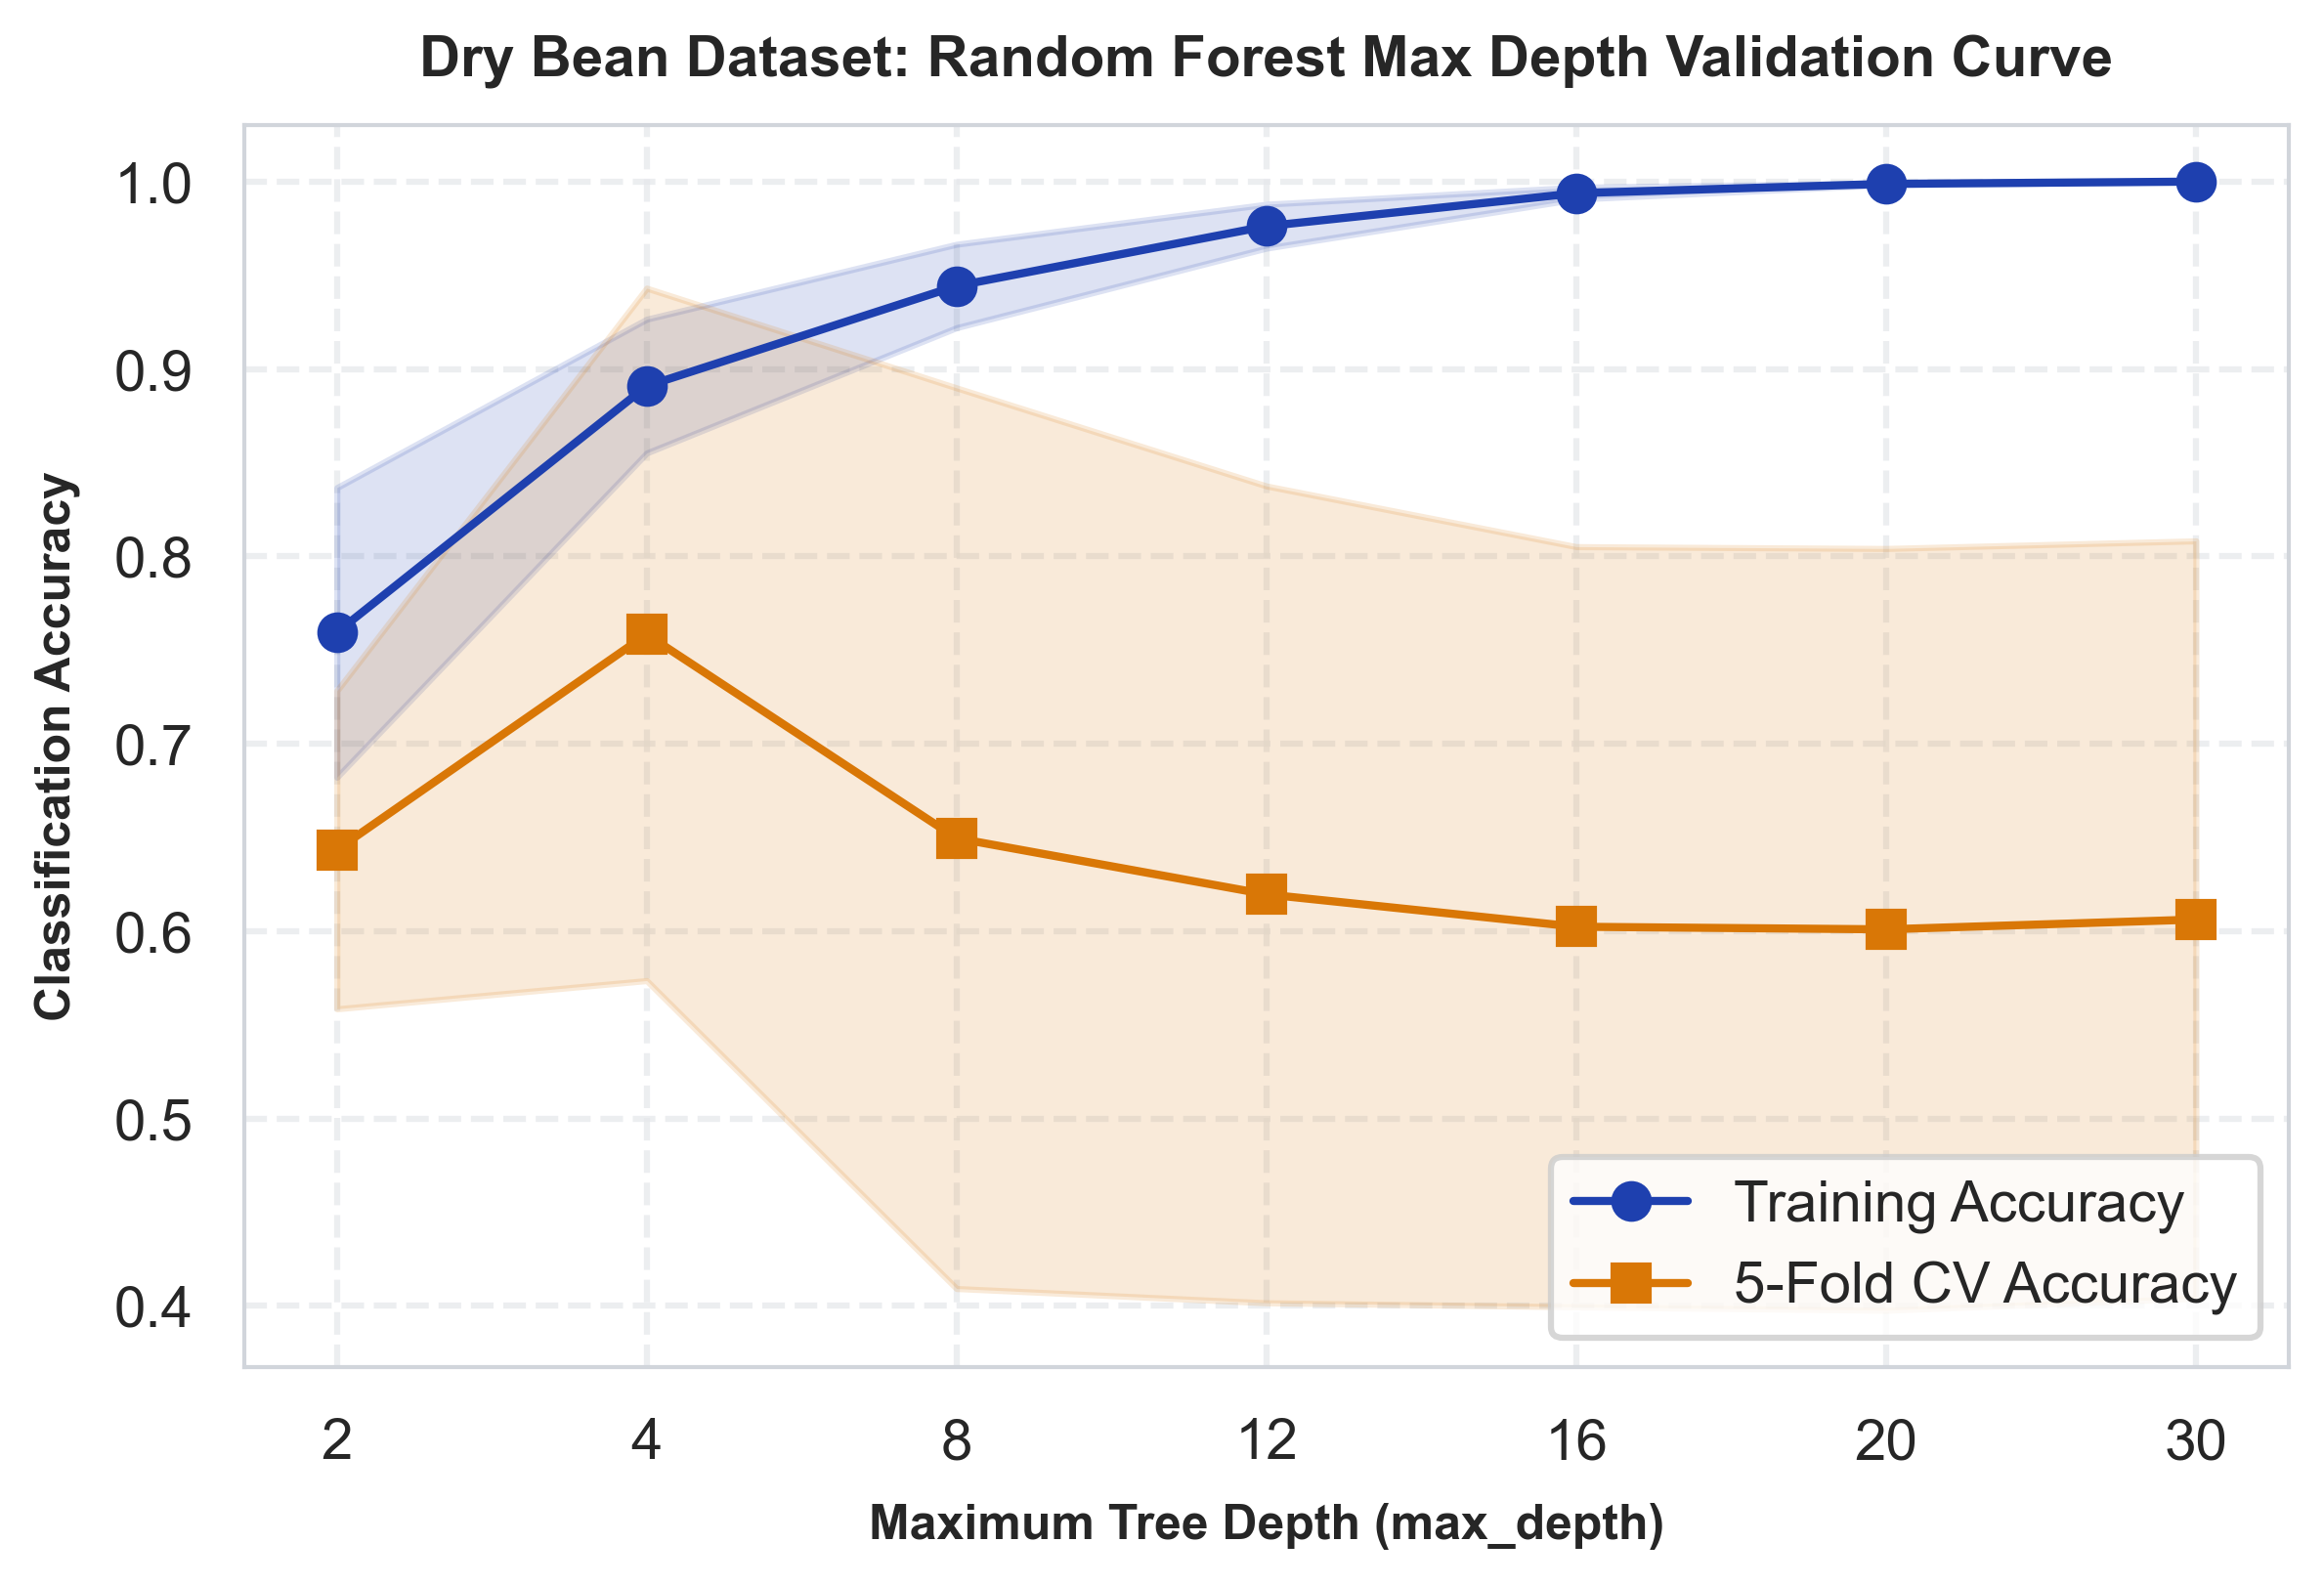 Dry Bean Dataset: Random Forest Max Depth Validation Curve
Classification Accuracy
1.0
0.9
0.8
0.7
0.6
0.5
0.4
Training Accuracy
5-Fold CV Accuracy
2 4 8 12 16 20 30
Maximum Tree Depth (max_depth)